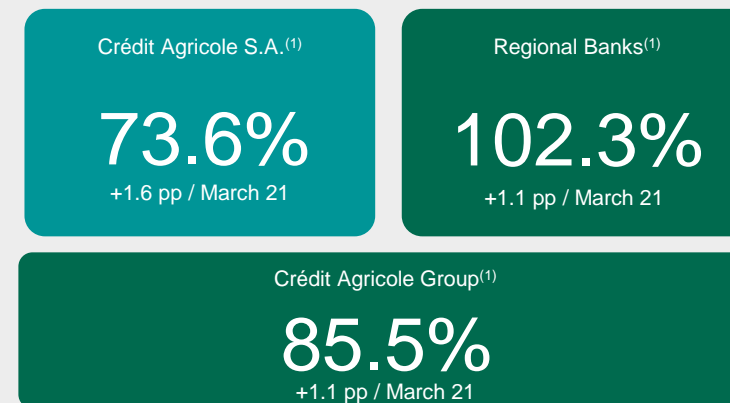 Crédit Agricole S.A.(1)
73.6%
+1.6 pp / March 21
Regional Banks(1)
102.3%
+1.1 pp / March 21
Crédit Agricole Group(1)
85.5%
+1.1 pp / March 21